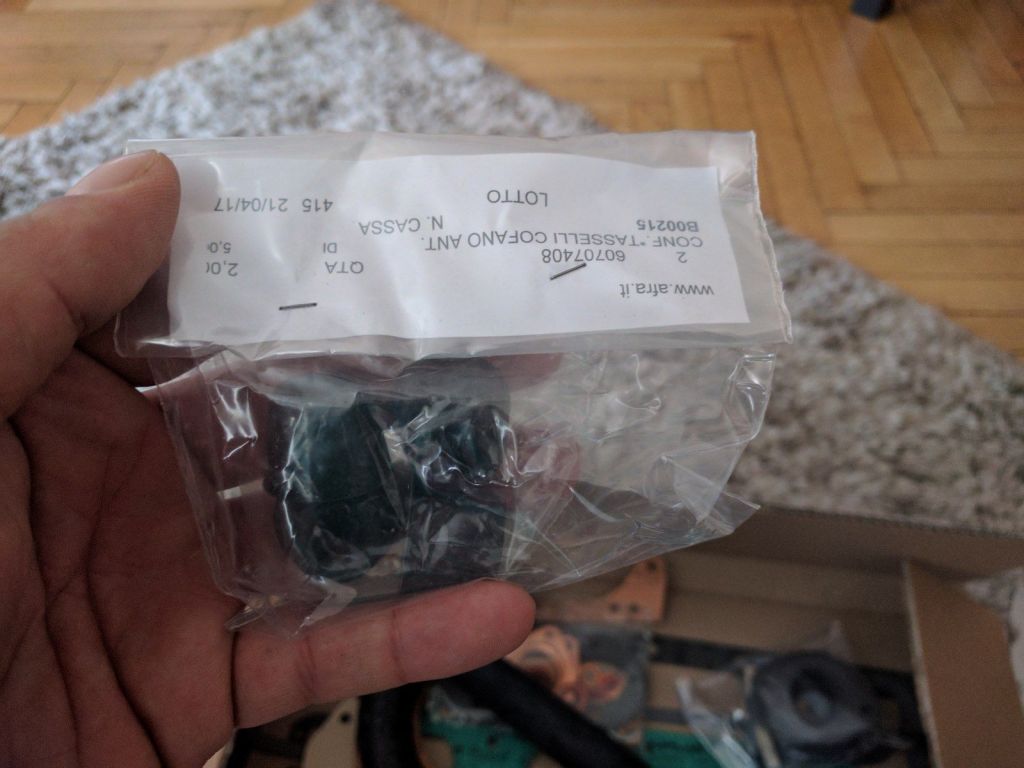 www.afra.it
2 60707408 QTA 2,0
CONF."TASSELLI COFANO ANT. DI 5,0
B00215 N. CASSA
LOTTO 415 21/04/17